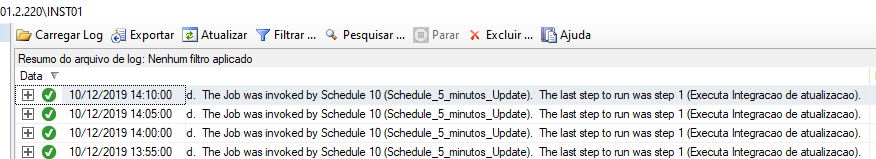 01.2.220\INST01
Carregar Log Exportar Atualizar Filtrar ... Pesquisar ... Parar Excluir ... Ajuda
Resumo do arquivo de log: Nenhum filtro aplicado
Data
10/12/2019 14:10:00 d. The Job was invoked by Schedule 10 (Schedule_5_minutos_Update). The last step to run was step 1 (Executa Integracao de atualizacao).
10/12/2019 14:05:00 d. The Job was invoked by Schedule 10 (Schedule_5_minutos_Update). The last step to run was step 1 (Executa Integracao de atualizacao).
10/12/2019 14:00:00 d. The Job was invoked by Schedule 10 (Schedule_5_minutos_Update). The last step to run was step 1 (Executa Integracao de atualizacao).
10/12/2019 13:55:00 d. The Job was invoked by Schedule 10 (Schedule_5_minutos_Update). The last step to run was step 1 (Executa Integracao de atualizacao).